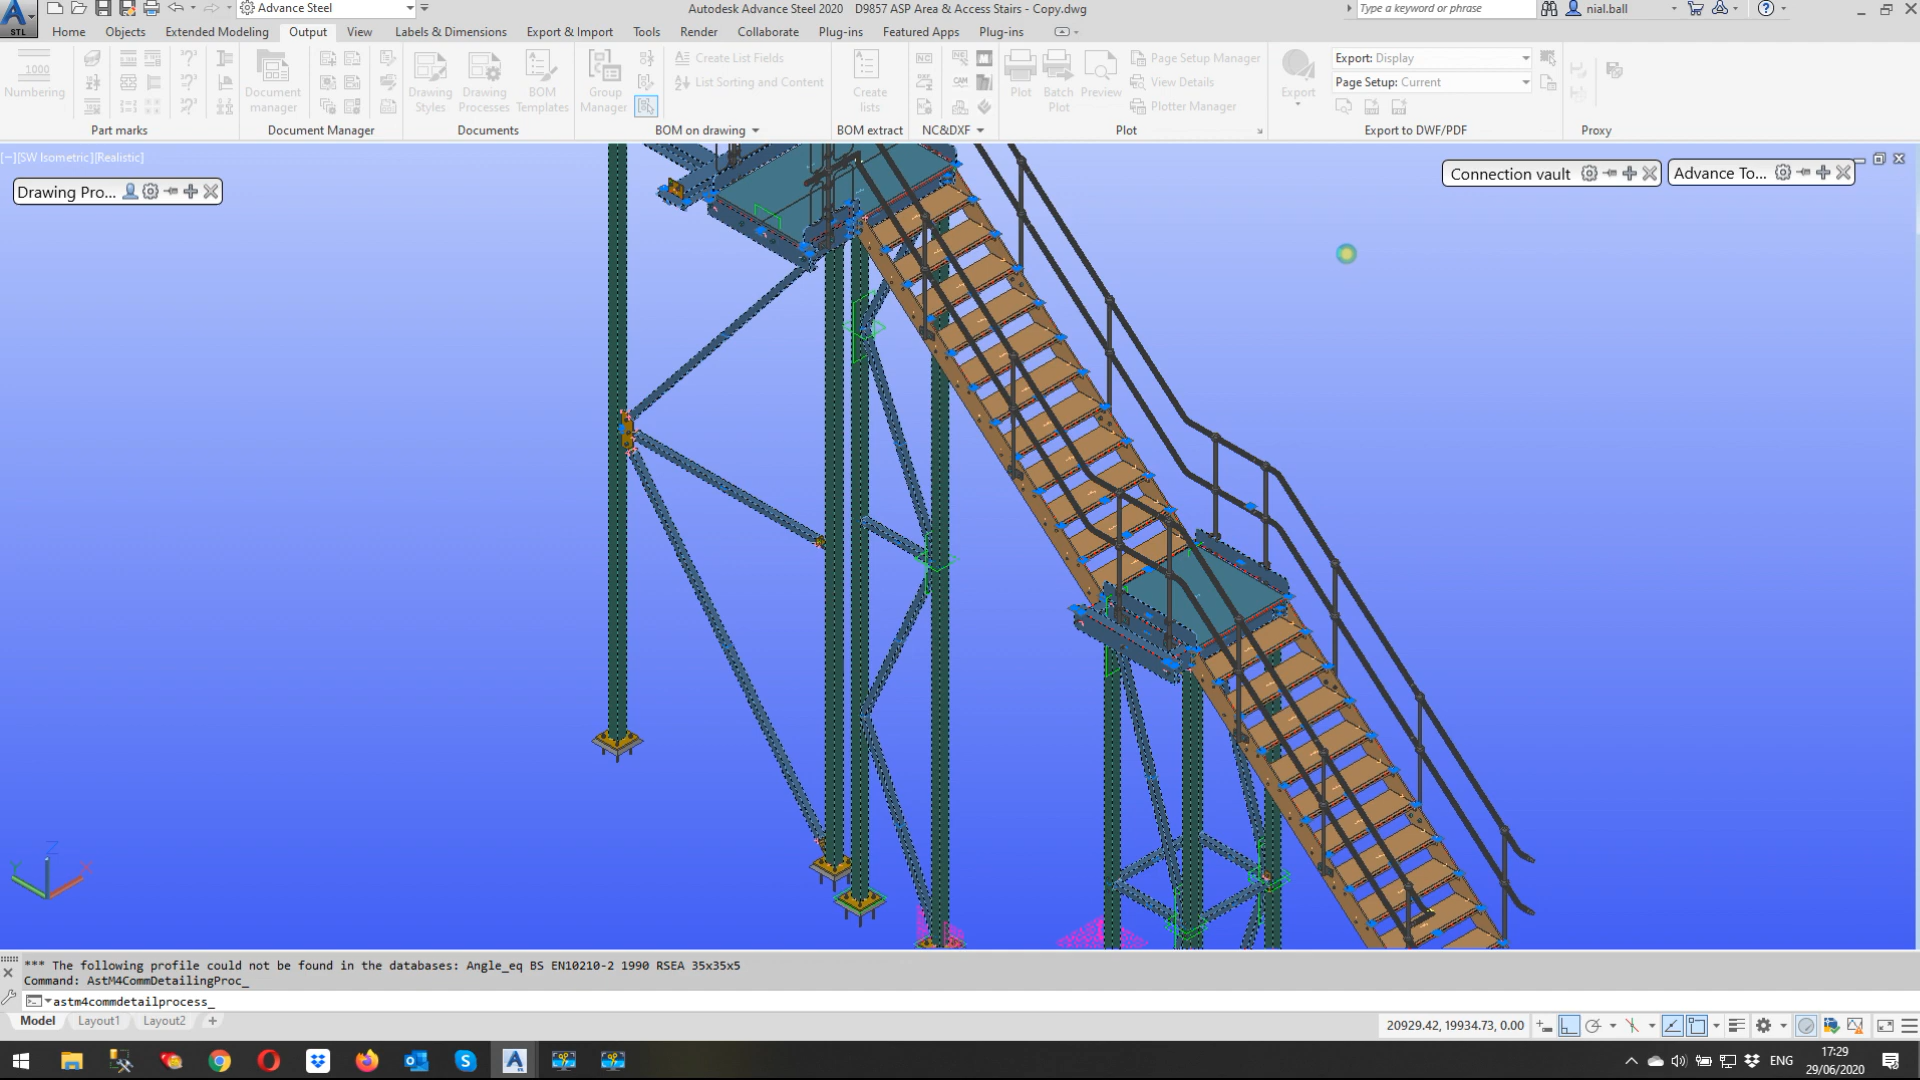 Advance Steel
Autodesk Advance Steel 2020 D9857 ASP Area & Access Stairs - Copy.dwg
Type a keyword or phrase
nial.ball
STL
Home Objects Extended Modeling Output View Labels & Dimensions Export & Import Tools Render Collaborate Plug-ins Featured Apps Plug-ins
Numbering
Part marks
Document manager
Document Manager
Drawing Styles
Drawing Processes
BOM Templates
Documents
Group Manager
Create List Fields
List Sorting and Content
BOM on drawing
Create lists
BOM extract
NC&DXF
Plot
Batch Plot
Preview
Page Setup Manager
View Details
Plotter Manager
Plot
Export
Export: Display
Page Setup: Current
Export to DWF/PDF
Proxy
[−][SW Isometric][Realistic]
Drawing Pro...
Connection vault
Advance To...
Z
X
Y
*** The following profile could not be found in the databases: Angle_eq BS EN10210-2 1990 RSEA 35x35x5
Command: AstM4CommDetailingProc_
astm4commdetailprocess_
Model Layout1 Layout2 +
20929.42, 19934.73, 0.00
ENG
17:29
29/06/2020